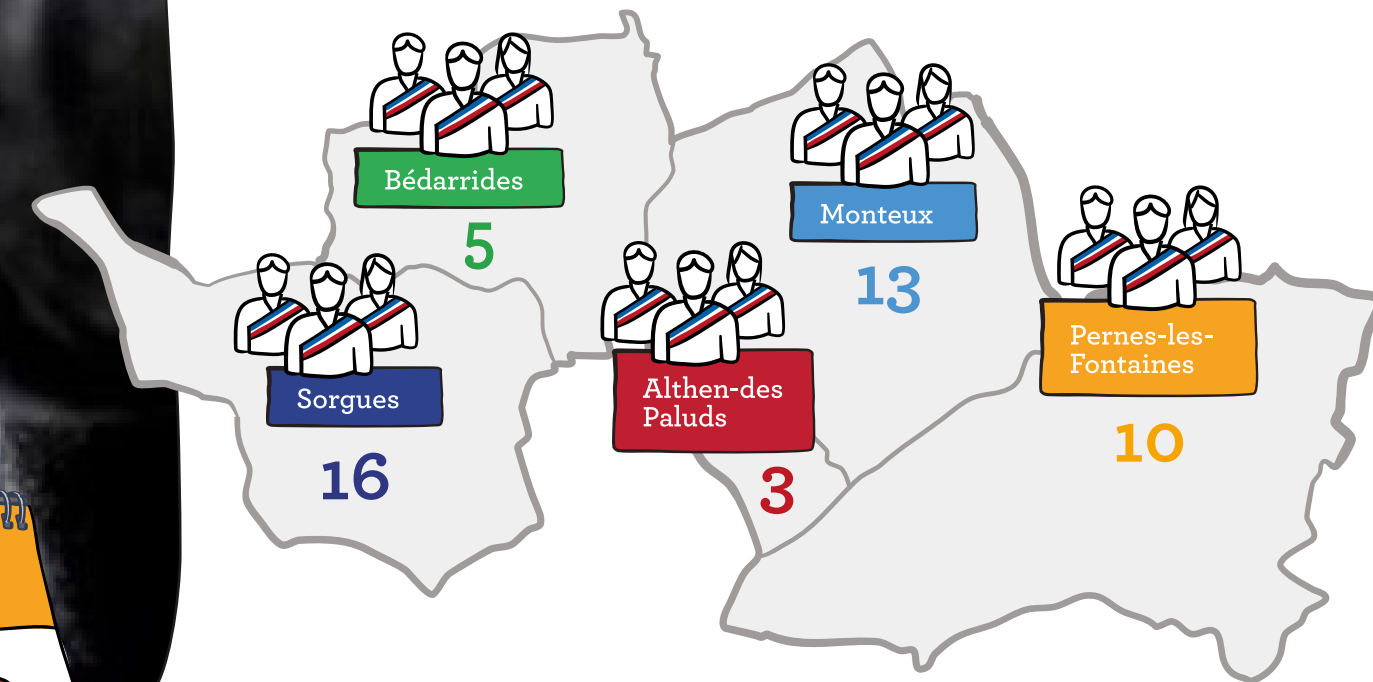 Bédarrides
5
Monteux
13
Sorgues
16
Althen-des
Paluds
3
Pernes-les-
Fontaines
10